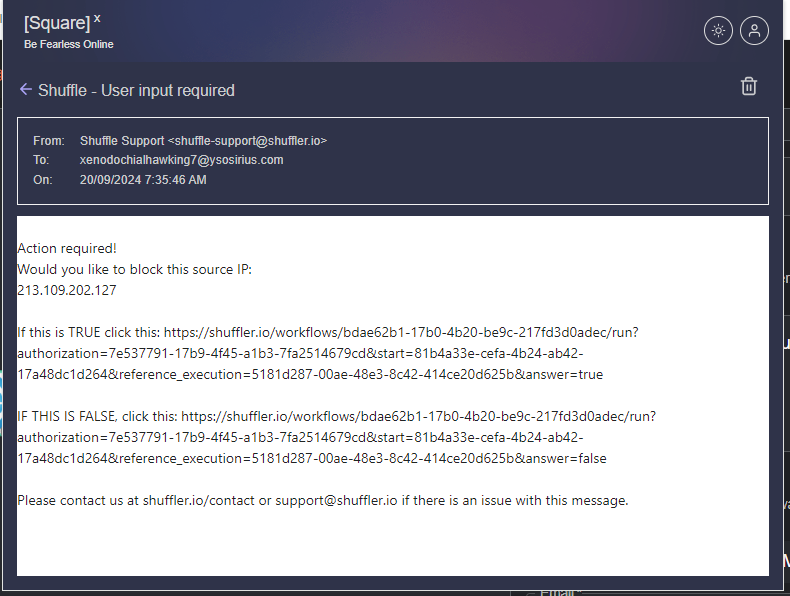 [Square] x
Be Fearless Online
Shuffle - User input required
From: Shuffle Support <shuffle-support@shuffler.io>
To: xenodochialhawking7@ysosirius.com
On: 20/09/2024 7:35:46 AM
Action required!
Would you like to block this source IP:
213.109.202.127
If this is TRUE click this: https://shuffler.io/workflows/bdae62b1-17b0-4b20-be9c-217fd3d0adec/run?
authorization=7e537791-17b9-4f45-a1b3-7fa2514679cd&start=81b4a33e-cefa-4b24-ab42-
17a48dc1d264&reference_execution=5181d287-00ae-48e3-8c42-414ce20d625b&answer=true
IF THIS IS FALSE, click this: https://shuffler.io/workflows/bdae62b1-17b0-4b20-be9c-217fd3d0adec/run?
authorization=7e537791-17b9-4f45-a1b3-7fa2514679cd&start=81b4a33e-cefa-4b24-ab42-
17a48dc1d264&reference_execution=5181d287-00ae-48e3-8c42-414ce20d625b&answer=false
Please contact us at shuffler.io/contact or support@shuffler.io if there is an issue with this message.
Email *